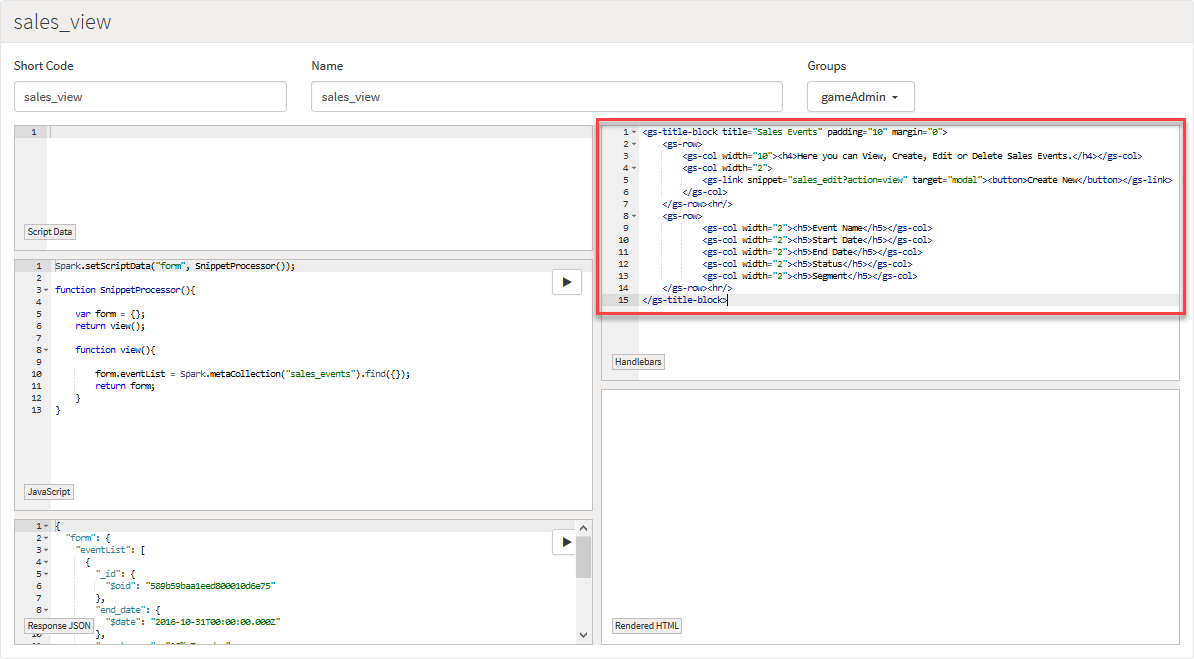 sales_view
Short Code
Name
Groups
sales_view
sales_view
gameAdmin
1
Script Data
1 Spark.setScriptData("form", SnippetProcessor());
2
3 function SnippetProcessor(){
4
5 var form = {};
6 return view();
7
8 function view(){
9
10 form.eventList = Spark.metaCollection("sales_events").find({});
11 return form;
12 }
13 }
JavaScript
1 {
2 "form": {
3 "eventList": [
4 {
5 "_id": {
6 "$oid": "589b59baa1eed800010d6e75"
7 },
8 "end_date": {
9 "$date": "2016-10-31T00:00:00.000Z"
10 },
Response JSON
1 <gs-title-block title="Sales Events" padding="10" margin="0">
2 <gs-row>
3 <gs-col width="10"><h4>Here you can View, Create, Edit or Delete Sales Events.</h4></gs-col>
4 <gs-col width="2">
5 <gs-link snippet="sales_edit?action=view" target="modal"><button>Create New</button></gs-link>
6 </gs-col>
7 </gs-row><hr/>
8 <gs-row>
9 <gs-col width="2"><h5>Event Name</h5></gs-col>
10 <gs-col width="2"><h5>Start Date</h5></gs-col>
11 <gs-col width="2"><h5>End Date</h5></gs-col>
12 <gs-col width="2"><h5>Status</h5></gs-col>
13 <gs-col width="2"><h5>Segment</h5></gs-col>
14 </gs-row><hr/>
15 </gs-title-block>
Handlebars
Rendered HTML